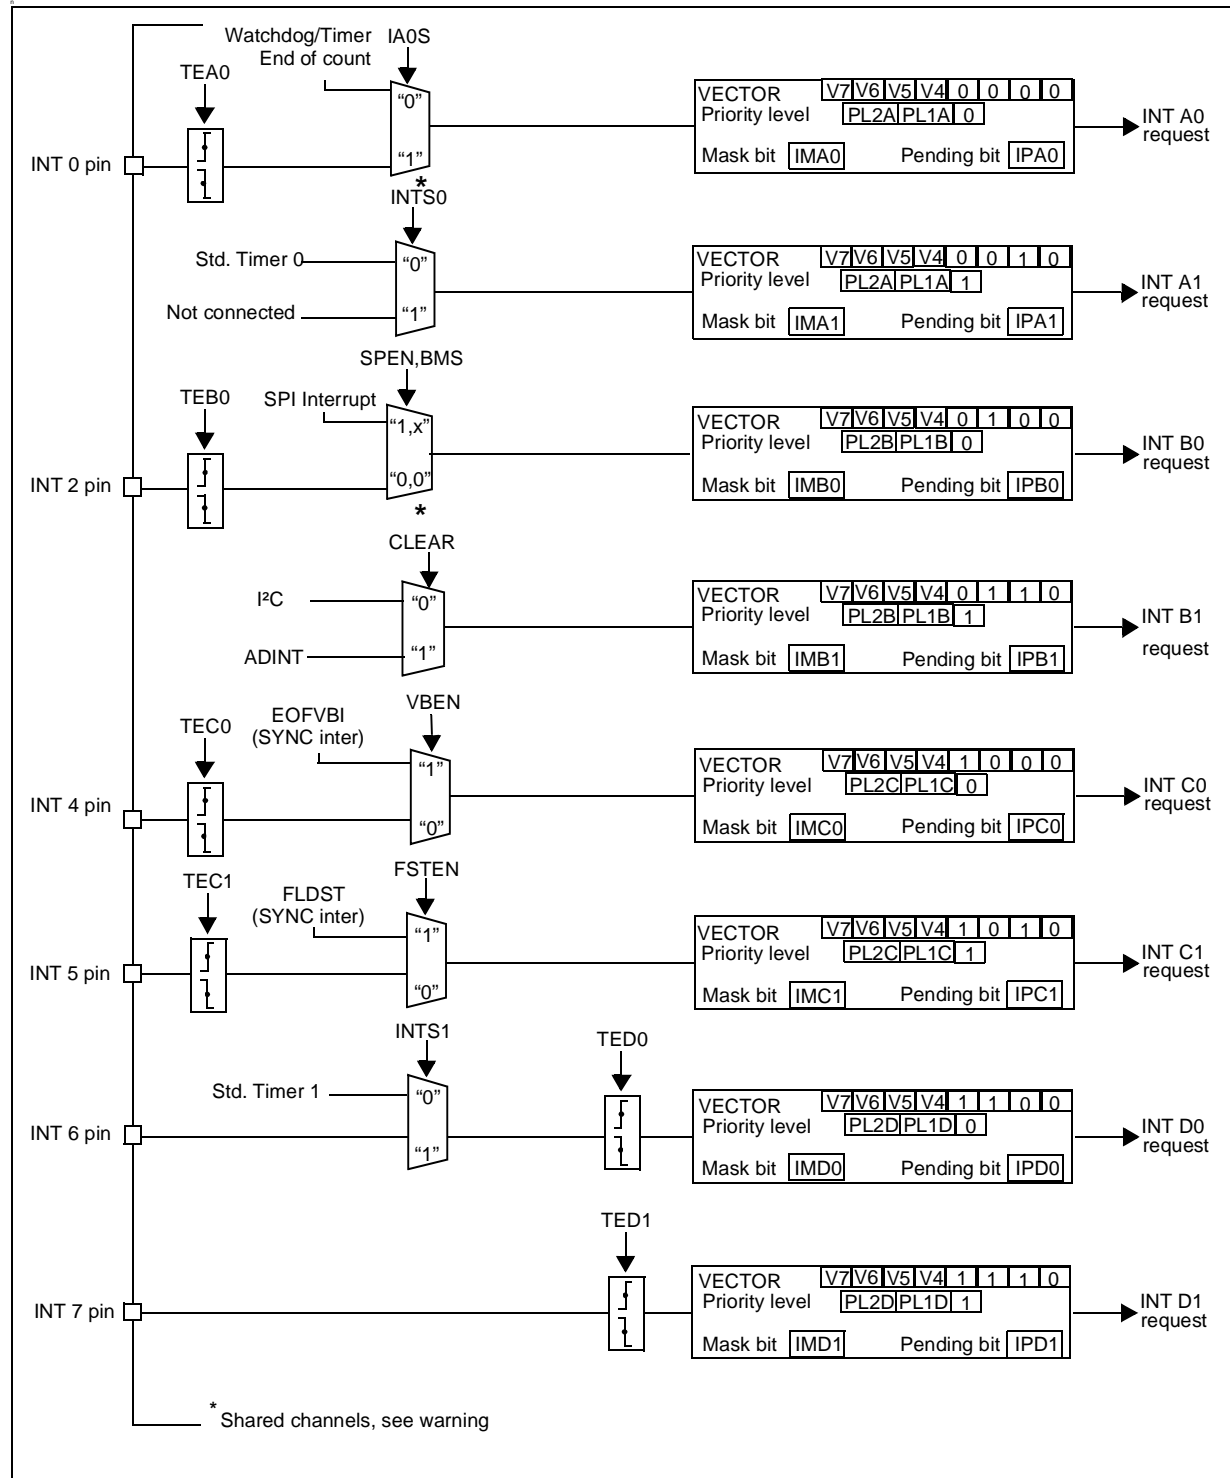 Watchdog/Timer
End of count
IA0S
TEA0
"0"
"1"
INT 0 pin
*
VECTOR V7 V6 V5 V4 0 0 0 0
Priority level PL2A PL1A 0
Mask bit IMA0 Pending bit IPA0
INT A0
request
INTS0
Std. Timer 0
"0"
Not connected
"1"
VECTOR V7 V6 V5 V4 0 0 1 0
Priority level PL2A PL1A 1
Mask bit IMA1 Pending bit IPA1
INT A1
request
SPEN,BMS
TEB0
SPI Interrupt
"1,x"
"0,0"
INT 2 pin
*
VECTOR V7 V6 V5 V4 0 1 0 0
Priority level PL2B PL1B 0
Mask bit IMB0 Pending bit IPB0
INT B0
request
CLEAR
I²C
"0"
ADINT
"1"
VECTOR V7 V6 V5 V4 0 1 1 0
Priority level PL2B PL1B 1
Mask bit IMB1 Pending bit IPB1
INT B1
request
VBEN
TEC0
EOFVBI
(SYNC inter)
"1"
"0"
INT 4 pin
VECTOR V7 V6 V5 V4 1 0 0 0
Priority level PL2C PL1C 0
Mask bit IMC0 Pending bit IPC0
INT C0
request
FSTEN
TEC1
FLDST
(SYNC inter)
"1"
"0"
INT 5 pin
VECTOR V7 V6 V5 V4 1 0 1 0
Priority level PL2C PL1C 1
Mask bit IMC1 Pending bit IPC1
INT C1
request
INTS1
TED0
Std. Timer 1
"0"
"1"
INT 6 pin
VECTOR V7 V6 V5 V4 1 1 0 0
Priority level PL2D PL1D 0
Mask bit IMD0 Pending bit IPD0
INT D0
request
TED1
INT 7 pin
VECTOR V7 V6 V5 V4 1 1 1 0
Priority level PL2D PL1D 1
Mask bit IMD1 Pending bit IPD1
INT D1
request
* Shared channels, see warning